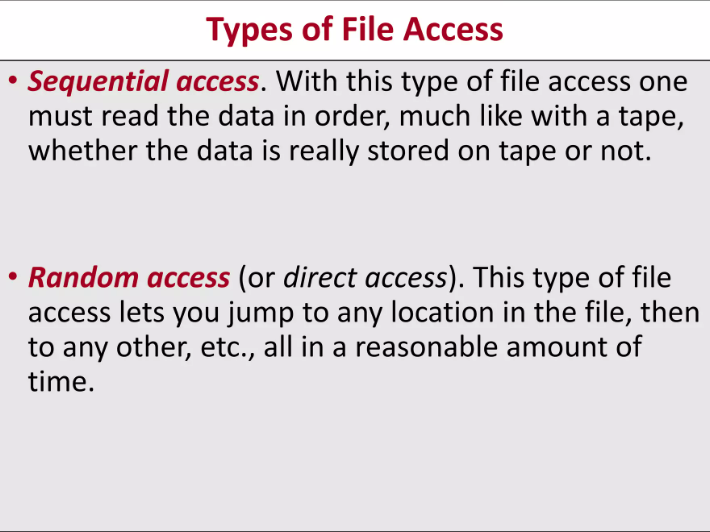 Types of File Access
• Sequential access. With this type of file access one
must read the data in order, much like with a tape,
whether the data is really stored on tape or not.
• Random access (or direct access). This type of file
access lets you jump to any location in the file, then
to any other, etc., all in a reasonable amount of
time.